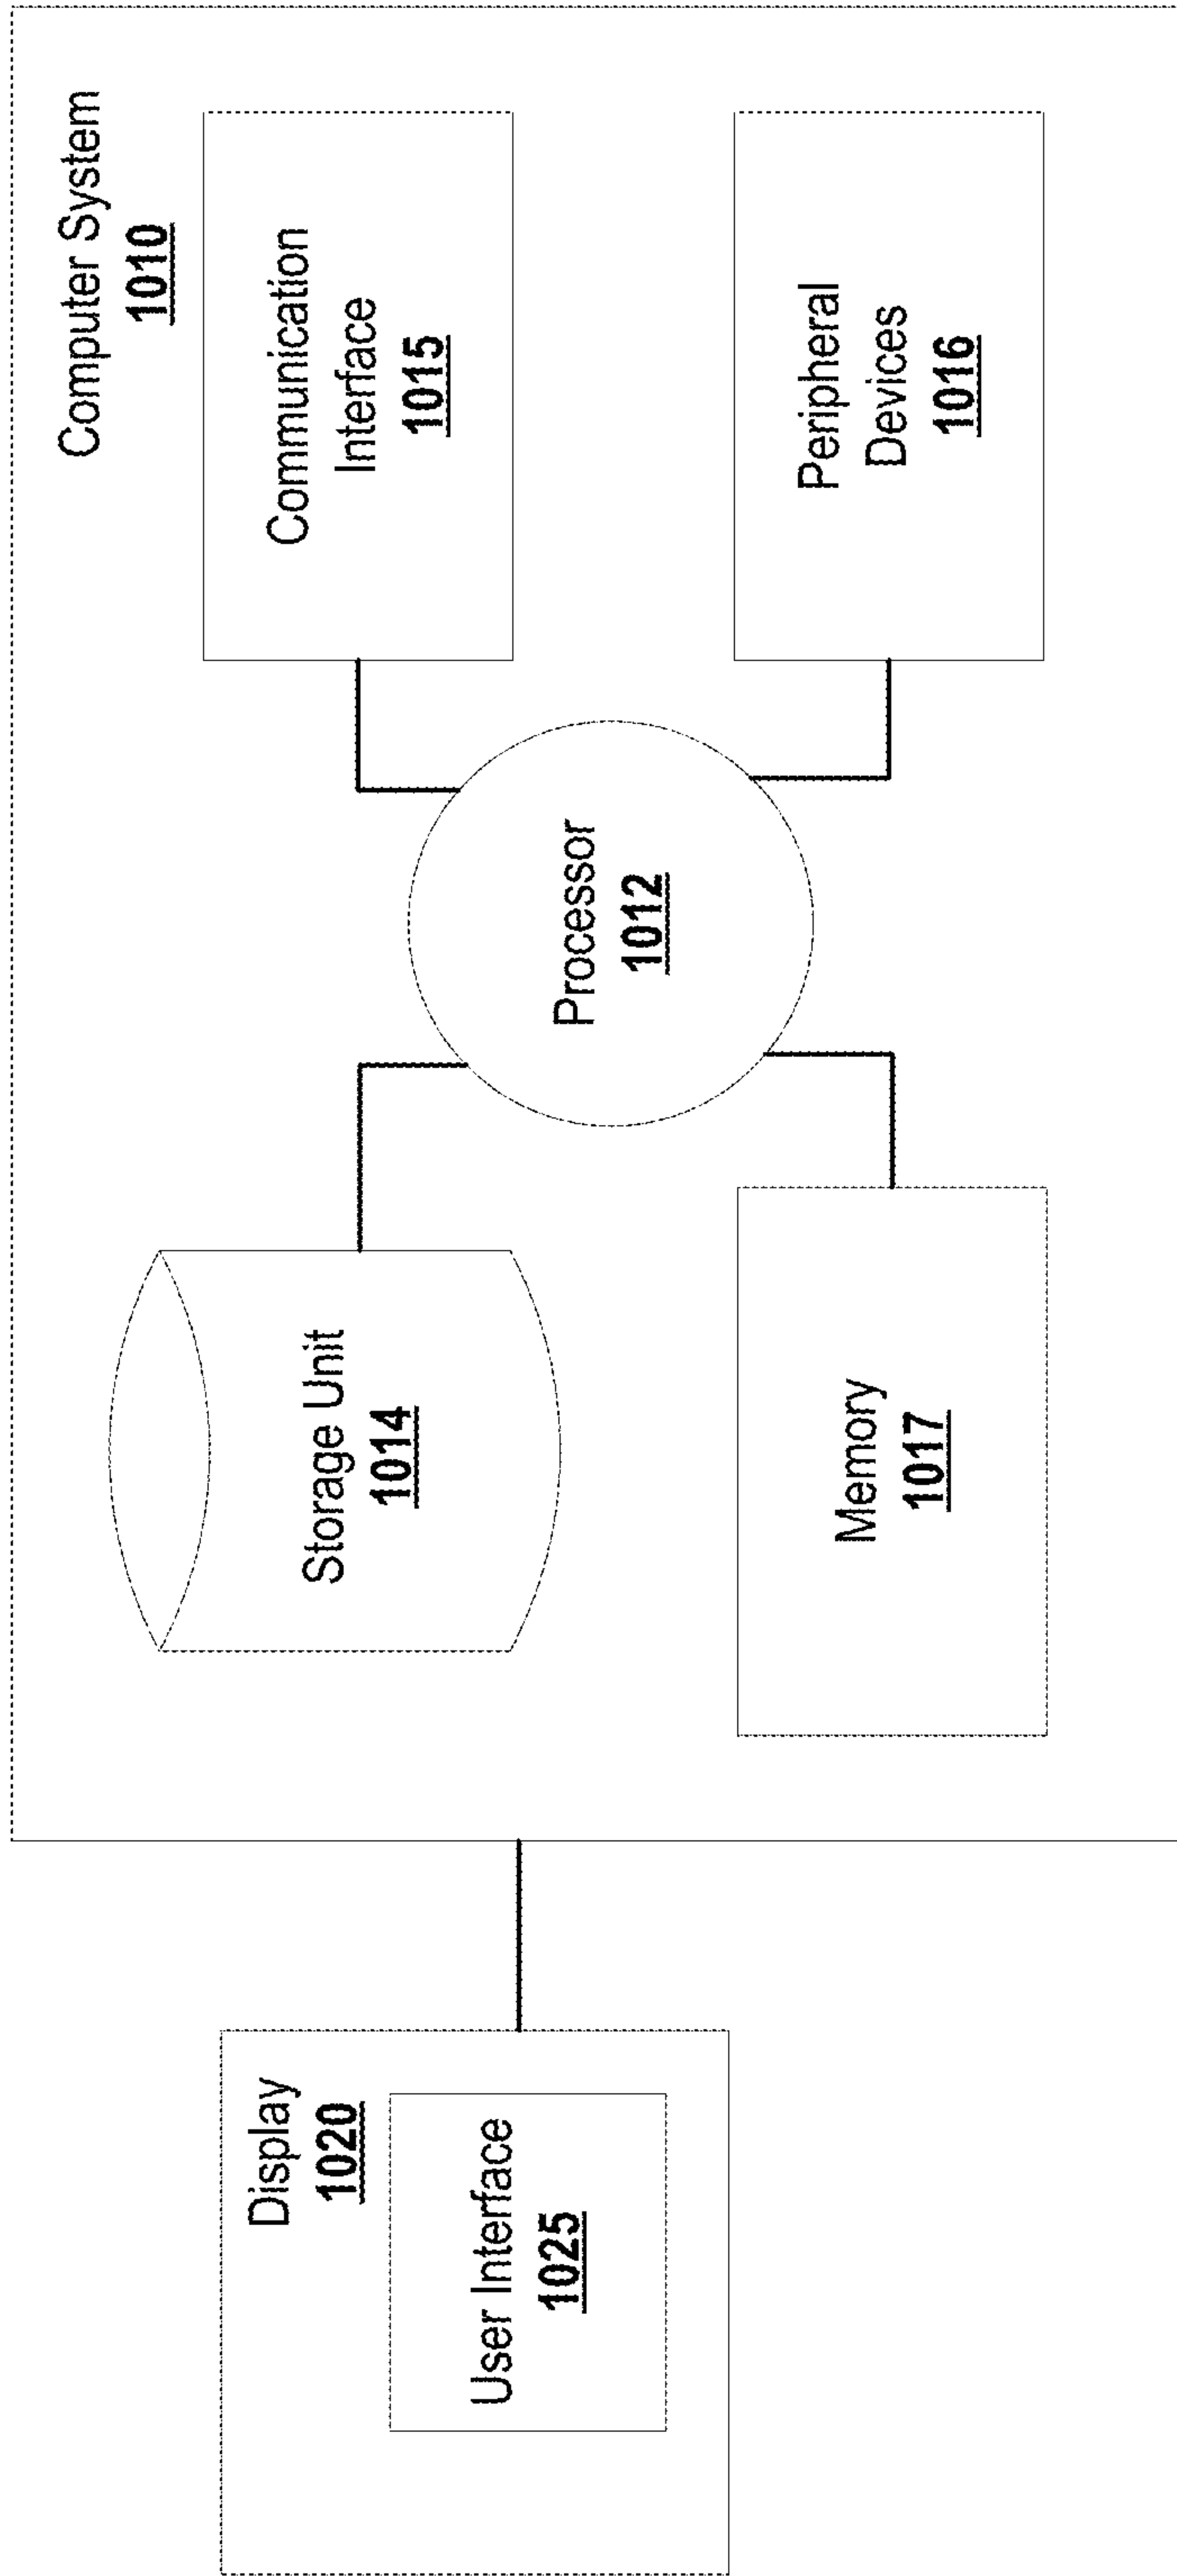 Computer System
1010
Communication
Interface
1015
Storage Unit
1014
Processor
1012
Peripheral
Devices
1016
Memory
1017
Display
1020
User Interface
1025